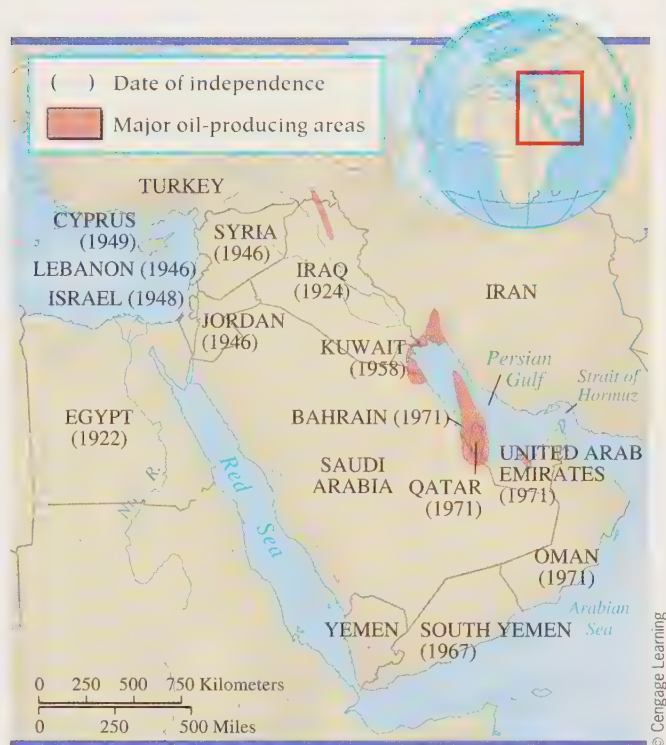 ( ) Date of independence
Major oil-producing areas
TURKEY
CYPRUS
(1949)
SYRIA
(1946)
LEBANON (1946)
IRAQ
(1924)
ISRAEL (1948)
IRAN
JORDAN
(1946)
KUWAIT
(1958)
Persian
Gulf
Strait of
Hormuz
EGYPT
(1922)
BAHRAIN (1971)
UNITED ARAB
EMIRATES
(1971)
SAUDI
ARABIA
QATAR
(1971)
Red Sea
R.
OMAN
(1971)
Arabian
Sea
YEMEN
SOUTH YEMEN
(1967)
0 250 500 750 Kilometers
0 250 500 Miles
© Cengage Learning